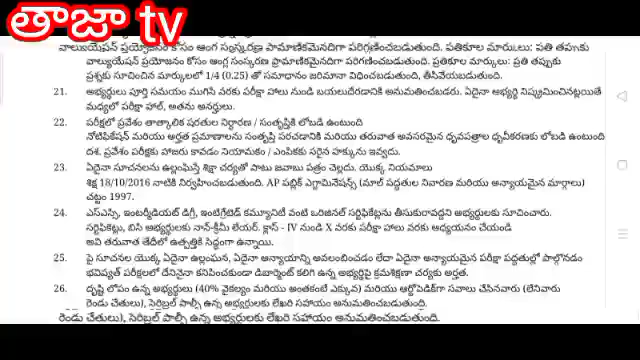 తాజా tv
వాల్యుయేషన్ ప్రయోజనం కోసం ఆంగ్ల సంస్కరణ ప్రామాణికమైనదిగా పరిగణించబడుతుంది. ప్రతికూల మార్కులు: ప్రతి తప్పుకు
వాల్యుయేషన్ ప్రయోజనం కోసం ఆంగ్ల సంస్కరణ ప్రామాణికమైనదిగా పరిగణించబడుతుంది. ప్రతికూల మార్కులు: ప్రతి తప్పుకు
ప్రశ్నకు సూచించిన మార్కులలో 1/4 (0.25) తో సమాధానం జరిమానా విధించబడుతుంది, తీసివేయబడుతుంది.
21. అభ్యర్థులు పూర్తి సమయం ముగిసే వరకు పరీక్షా హాలు నుండి బయలుదేరడానికి అనుమతించబడరు. ఏదైనా అభ్యర్థి నిష్క్రమించినట్లయితే
మధ్యలో పరీక్షా హాల్, అతను అనర్హులు.
22. పరీక్షలో ప్రవేశం తాత్కాలిక షరతుల నిర్ధారణ / సంతృప్తికి లోబడి ఉంటుంది
నోటిఫికేషన్ మరియు అర్హత ప్రమాణాలను సంతృప్తి పరచడానికి మరియు తరువాత అవసరమైన ధృవపత్రాల ధృవీకరణకు లోబడి ఉంటుంది
దశ. ప్రవేశ పరీక్షకు హాజరు కావడం నియామకం / ఎంపికకు సరైన హక్కును ఇవ్వదు.
23. ఏదైనా సూచనలను ఉల్లంఘిస్తే శిక్షా చర్యతో పాటు జవాబు పత్రం చెల్లదు. యొక్క నియమాలు
శిక్ష 18/10/2016 నాటికి నిర్వహించబడుతుంది. AP పబ్లిక్ ఎగ్జామినేషన్స్ (మాల్ పద్ధతుల నివారణ మరియు అన్యాయమైన మార్గాలు)
చట్టం 1997.
24. ఎస్ఎస్సి, ఇంటర్మీడియట్ డిగ్రీ, ఇంటిగ్రేటెడ్ కమ్యూనిటీ వంటి ఒరిజినల్ సర్టిఫికేట్లను తీసుకురావద్దని అభ్యర్థులకు సూచించారు.
సర్టిఫికెట్లు, బిసి అభ్యర్థులకు నాన్-క్రీమీ లేయర్. క్లాస్ - IV నుండి X వరకు పరీక్షా హాలు వరకు అధ్యయనం చేయండి
అవి తరువాత తేదీలో ఉత్పత్తికి సిద్ధంగా ఉన్నాయి.
25. పై సూచనల యొక్క ఏదైనా ఉల్లంఘన, ఏదైనా అన్యాయాన్ని అవలంబించడం లేదా ఏదైనా అన్యాయమైన పరీక్షా పద్ధతుల్లో పాల్గొనడం
భవిష్యత్ పరీక్షలలో దేనినైనా కనిపించకుండా డిబార్మెంట్ కలిగి ఉన్న అభ్యర్థిపై క్రమశిక్షణా చర్యకు అర్హత.
26. దృష్టి లోపం ఉన్న అభ్యర్థులు (40% వైకల్యం మరియు అంతకంటే ఎక్కువ) మరియు ఆర్థోపెడిక్‌గా సవాలు చేసినవారు (లేనివారు
రెండు చేతులు), సెరిబ్రల్ పాల్సీ ఉన్న అభ్యర్థులకు లేఖరి సహాయం అనుమతించబడుతుంది.
రెండు చేతులు), సెరిబ్రల్ పాల్సీ ఉన్న అభ్యర్థులకు లేఖరి సహాయం అనుమతించబడుతుంది.